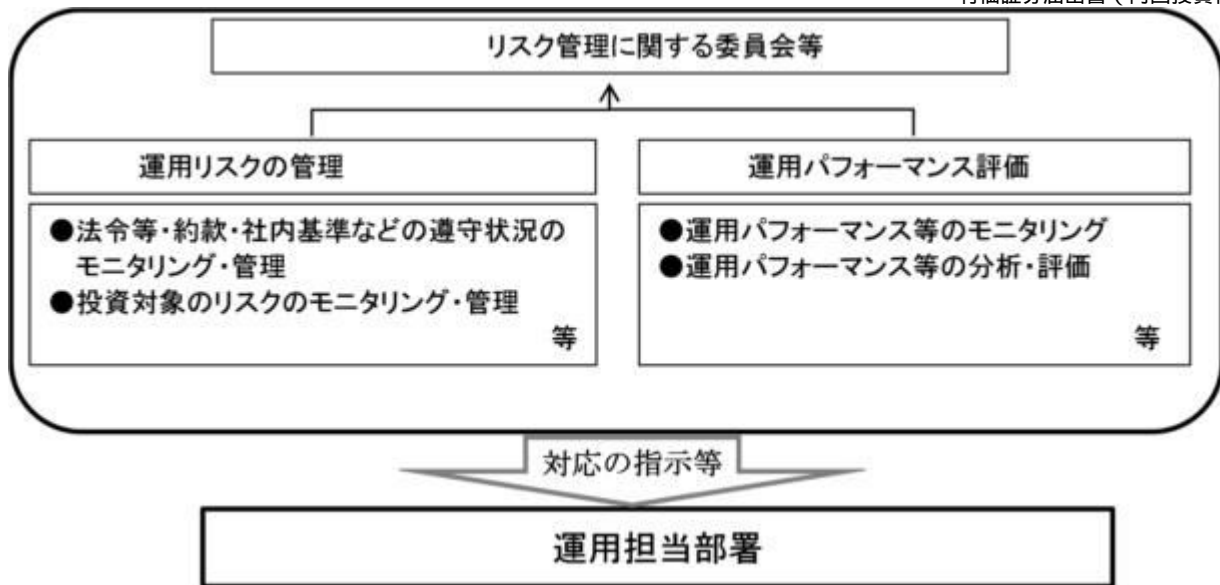 リスク管理に関する委員会等
運用リスクの管理
●法令等・約款・社内基準などの遵守状況の
モニタリング・管理
●投資対象のリスクのモニタリング・管理
等
運用パフォーマンス評価
●運用パフォーマンス等のモニタリング
●運用パフォーマンス等の分析・評価
等
対応の指示等
運用担当部署